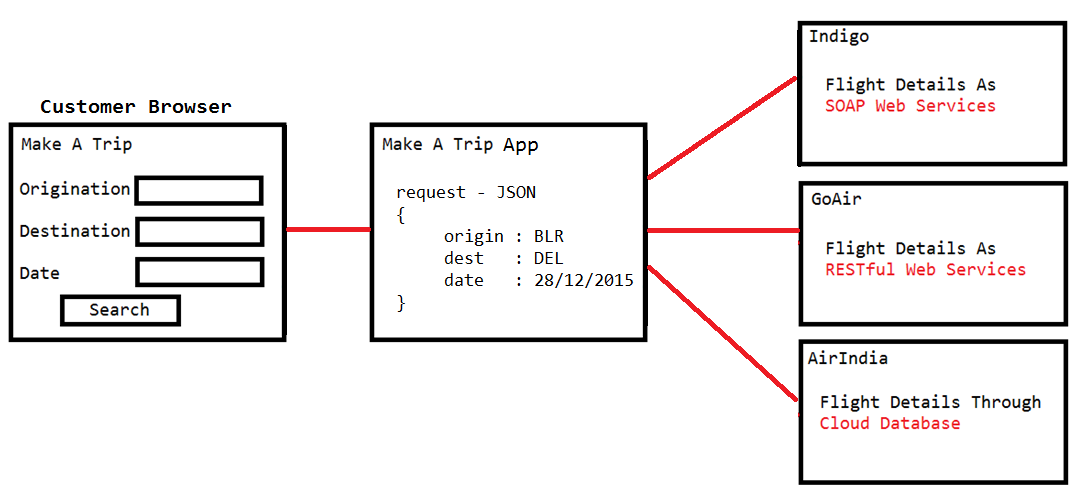 Customer Browser
Make A Trip
Origination
Destination
Date
Search
Make A Trip App
request - JSON
{
origin : BLR
dest : DEL
date : 28/12/2015
}
Indigo
Flight Details As
SOAP Web Services
GoAir
Flight Details As
RESTful Web Services
AirIndia
Flight Details Through
Cloud Database